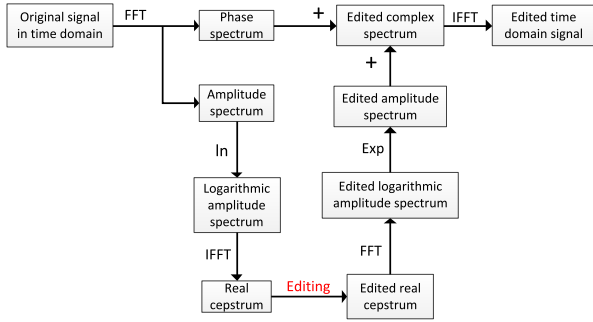 Original signal
in time domain
FFT
Phase
spectrum
+
Edited complex
spectrum
IFFT
Edited time
domain signal
+
Amplitude
spectrum
Edited amplitude
spectrum
In
Exp
Logarithmic
amplitude
spectrum
Edited logarithmic
amplitude spectrum
IFFT
FFT
Real
cepstrum
Editing
Edited real
cepstrum